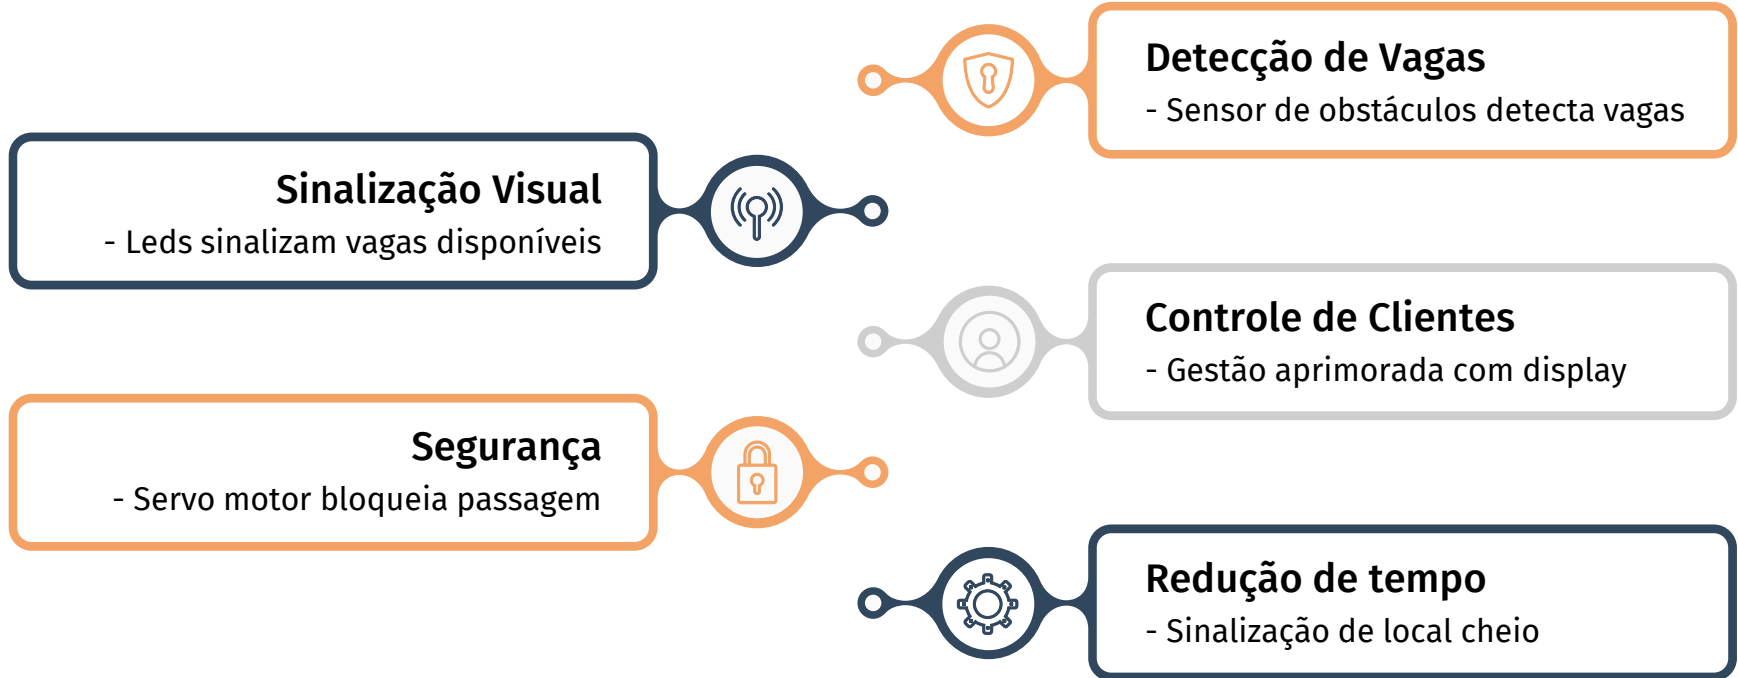 Detecção de Vagas
- Sensor de obstáculos detecta vagas
Sinalização Visual
- Leds sinalizam vagas disponíveis
Controle de Clientes
- Gestão aprimorada com display
Segurança
- Servo motor bloqueia passagem
Redução de tempo
- Sinalização de local cheio